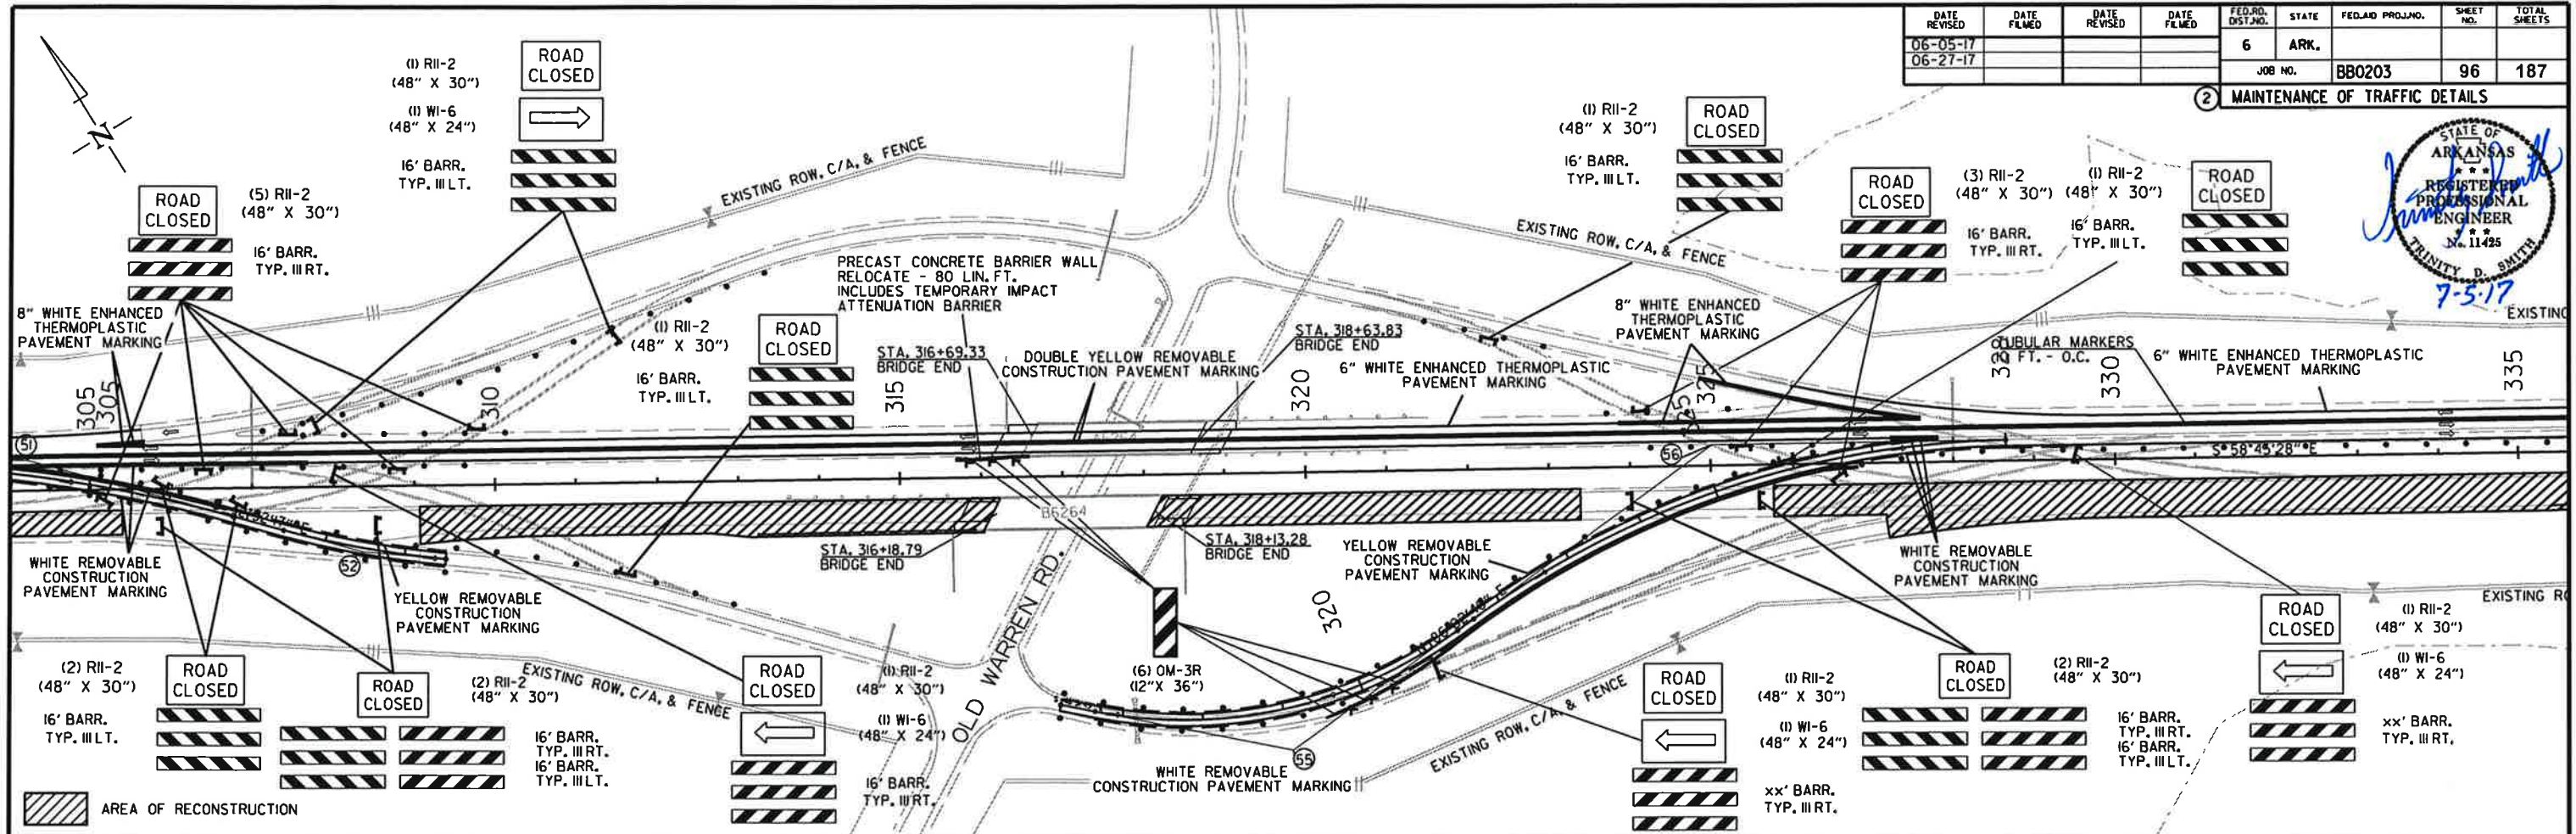 DATE REVISED
DATE FILMED
DATE REVISED
DATE FILMED
FED.RD. DIST.NO.
STATE
FED.AID PROJ.NO.
SHEET NO.
TOTAL SHEETS
06-05-17
06-27-17
6
ARK.
JOB NO.
BB0203
96
187
2
MAINTENANCE OF TRAFFIC DETAILS
STATE OF
ARKANSAS
* * *
REGISTERED
PROFESSIONAL
ENGINEER
* *
No. 11425
TRINITY D. SMITH
7-5-17
N
(1) R11-2
(48" X 30")
(1) W1-6
(48" X 24")
16' BARR.
TYP. III LT.
ROAD
CLOSED
ROAD
CLOSED
(5) R11-2
(48" X 30")
16' BARR.
TYP. III RT.
8" WHITE ENHANCED
THERMOPLASTIC
PAVEMENT MARKING
EXISTING ROW, C/A, & FENCE
PRECAST CONCRETE BARRIER WALL
RELOCATE - 80 LIN. FT.
INCLUDES TEMPORARY IMPACT
ATTENUATION BARRIER
(1) R11-2
(48" X 30")
16' BARR.
TYP. III LT.
ROAD
CLOSED
STA. 316+69.33
BRIDGE END
DOUBLE YELLOW REMOVABLE
CONSTRUCTION PAVEMENT MARKING
STA. 318+63.83
BRIDGE END
6" WHITE ENHANCED THERMOPLASTIC
PAVEMENT MARKING
(1) R11-2
(48" X 30")
16' BARR.
TYP. III LT.
ROAD
CLOSED
EXISTING ROW, C/A, & FENCE
8" WHITE ENHANCED
THERMOPLASTIC
PAVEMENT MARKING
ROAD
CLOSED
(3) R11-2
(48" X 30")
16' BARR.
TYP. III RT.
(1) R11-2
(48" X 30")
16' BARR.
TYP. III LT.
ROAD
CLOSED
TUBULAR MARKERS
FT. - O.C.
6" WHITE ENHANCED THERMOPLASTIC
PAVEMENT MARKING
EXISTING
305
305
310
315
320
325
325
330
335
51
56
S 58°45'28" E
B6264
STA. 316+18.79
BRIDGE END
STA. 318+13.28
BRIDGE END
WHITE REMOVABLE
CONSTRUCTION
PAVEMENT MARKING
52
YELLOW REMOVABLE
CONSTRUCTION
PAVEMENT MARKING
YELLOW REMOVABLE
CONSTRUCTION
PAVEMENT MARKING
WHITE REMOVABLE
CONSTRUCTION
PAVEMENT MARKING
320
OLD WARREN RD.
EXISTING ROW, C/A, & FENCE
(2) R11-2
(48" X 30")
16' BARR.
TYP. III LT.
ROAD
CLOSED
ROAD
CLOSED
(2) R11-2
(48" X 30")
16' BARR.
TYP. III RT.
16' BARR.
TYP. III LT.
ROAD
CLOSED
(1) R11-2
(48" X 30")
(1) W1-6
(48" X 24")
16' BARR.
TYP. III RT.
(6) OM-3R
(12" X 36")
55
WHITE REMOVABLE
CONSTRUCTION PAVEMENT MARKING
EXISTING ROW, C/A, & FENCE
ROAD
CLOSED
(1) R11-2
(48" X 30")
(1) W1-6
(48" X 24")
xx' BARR.
TYP. III RT.
ROAD
CLOSED
(2) R11-2
(48" X 30")
16' BARR.
TYP. III RT.
16' BARR.
TYP. III LT.
ROAD
CLOSED
(1) R11-2
(48" X 30")
(1) W1-6
(48" X 24")
xx' BARR.
TYP. III RT.
EXISTING
AREA OF RECONSTRUCTION